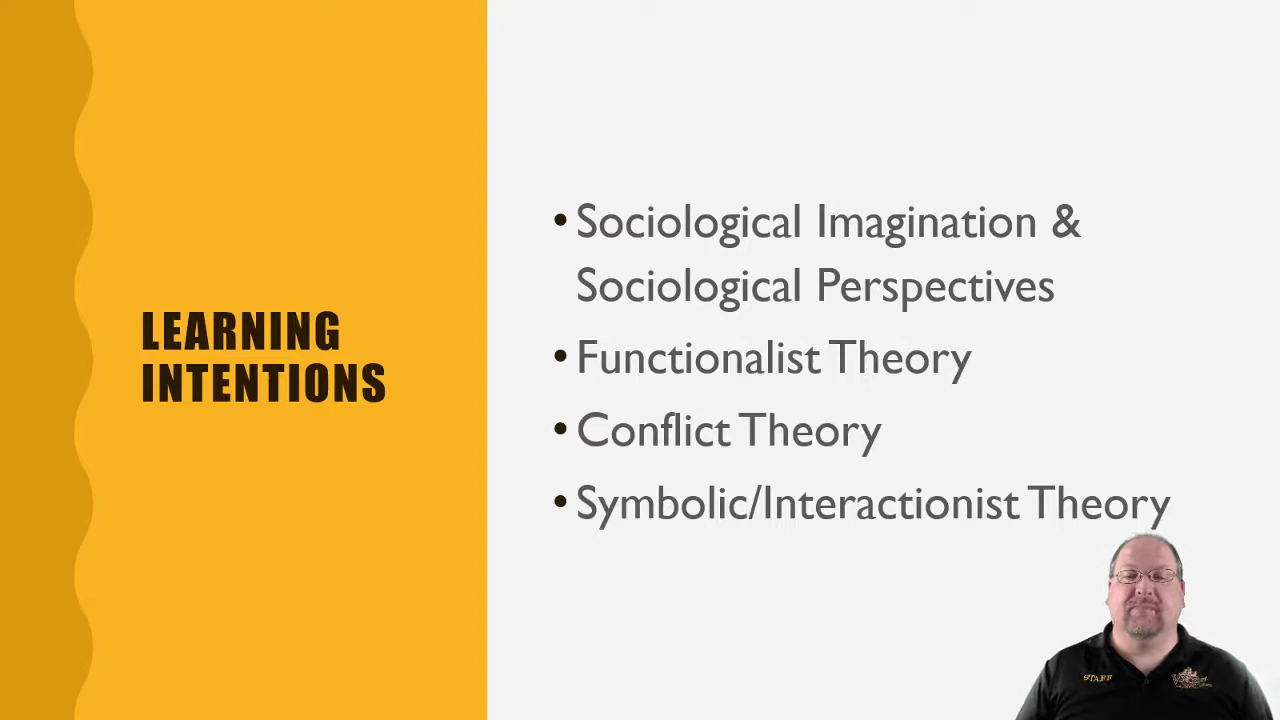 LEARNING
INTENTIONS
• Sociological Imagination &
Sociological Perspectives
• Functionalist Theory
• Conflict Theory
• Symbolic/Interactionist Theory
STAFF